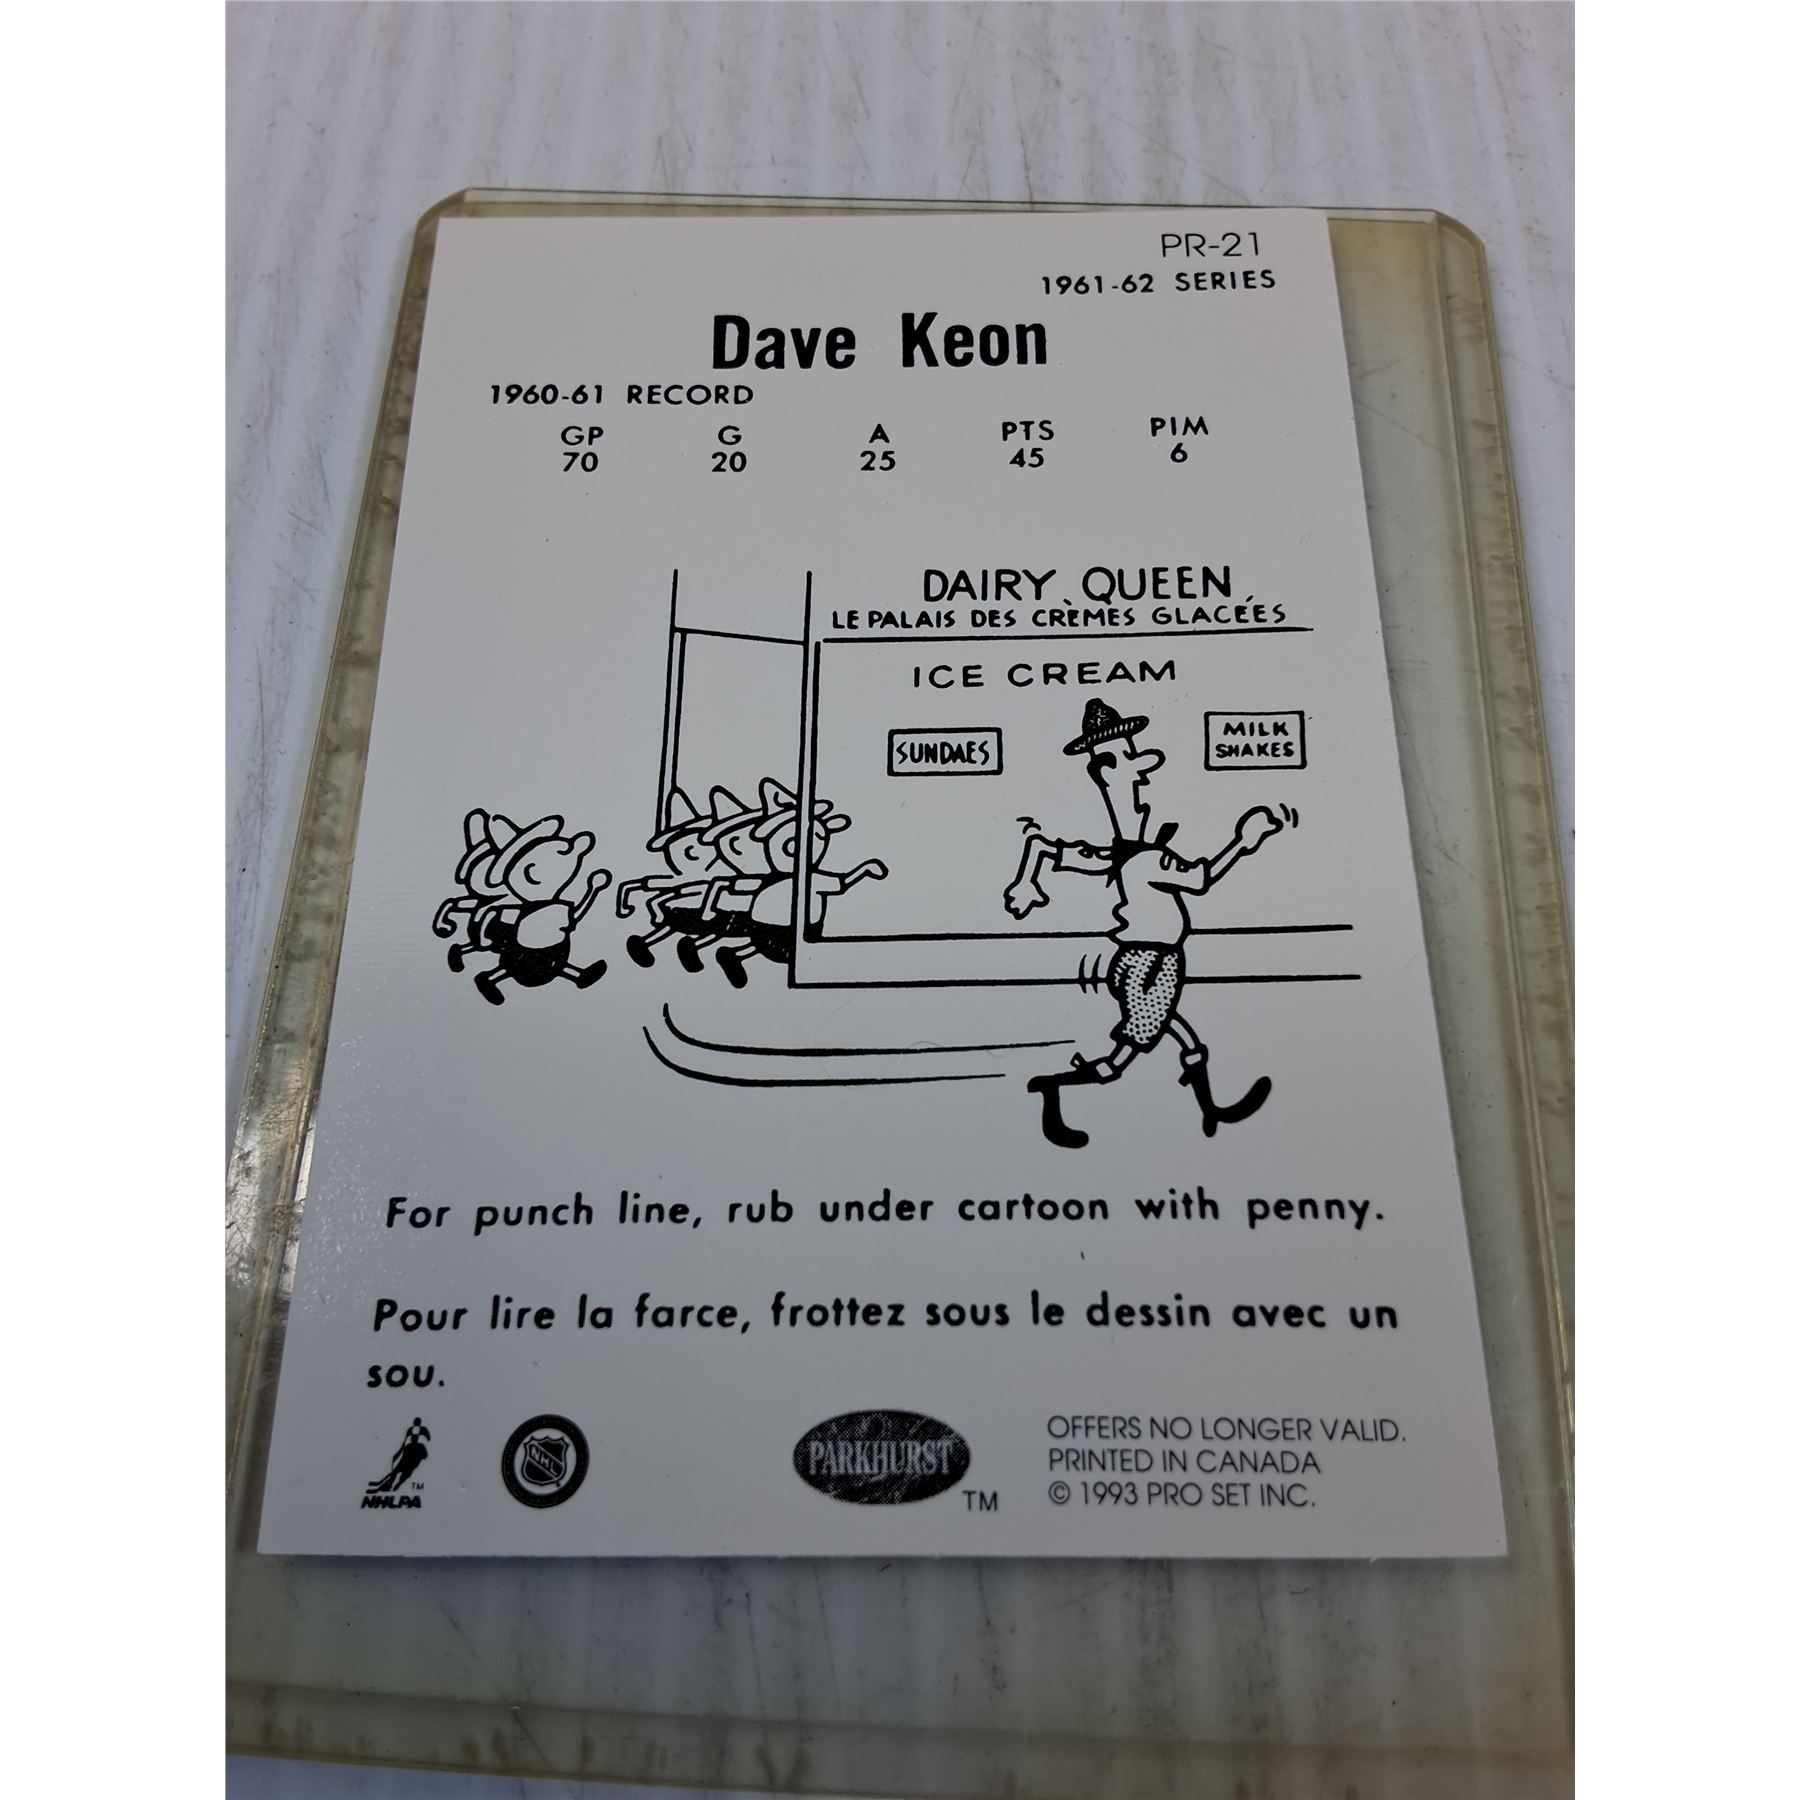 PR-21
1961-62 SERIES
Dave Keon
1960-61 RECORD
GP G A PTS PIM
70 20 25 45 6
DAIRY QUEEN
LE PALAIS DES CRÈMES GLACÉES
ICE CREAM
SUNDAES
MILK
SHAKES
For punch line, rub under cartoon with penny.
Pour lire la farce, frottez sous le dessin avec un
sou.
NHLPA TM
NHL
PARKHURST TM
OFFERS NO LONGER VALID.
PRINTED IN CANADA
© 1993 PRO SET INC.